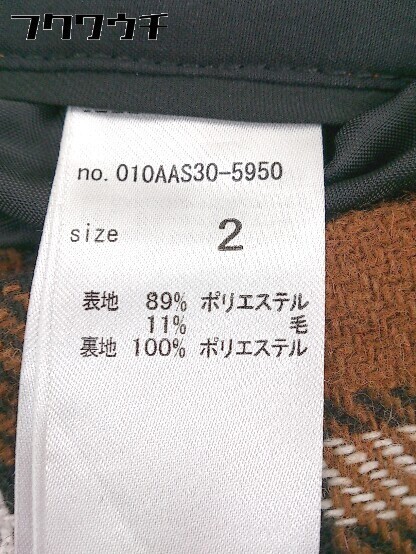 フクウウチ
no. 010AAS30-5950
size 2
表地 89% ポリエステル
11% 毛
裏地 100% ポリエステル